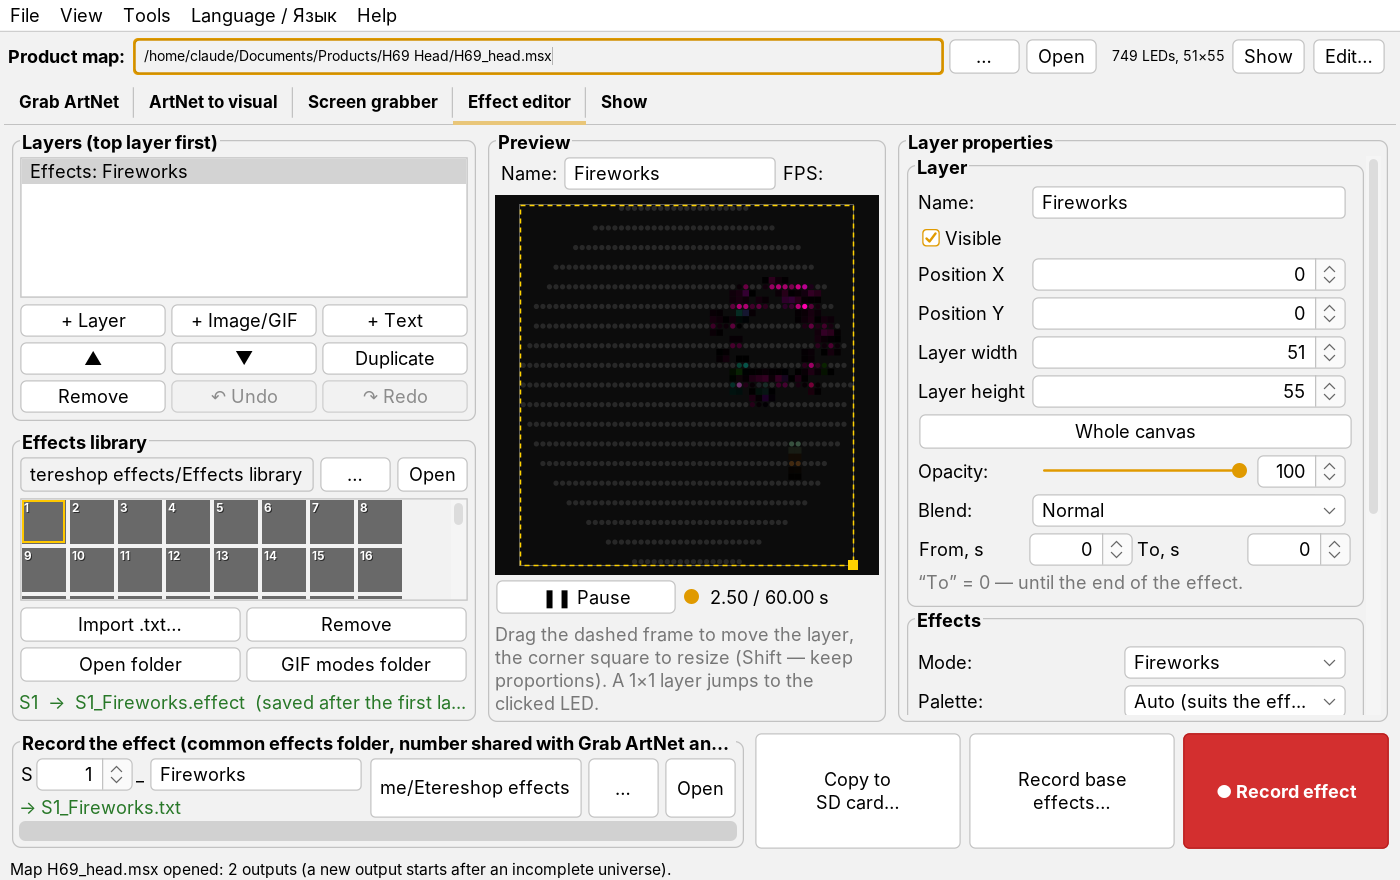 File View Tools Language / Язык Help
Product map: /home/claude/Documents/Products/H69 Head/H69_head.msx ... Open 749 LEDs, 51×55 Show Edit...
Grab ArtNet ArtNet to visual Screen grabber Effect editor Show
Layers (top layer first)
Effects: Fireworks
+ Layer + Image/GIF + Text
▲ ▼ Duplicate
Remove ↶ Undo ↷ Redo
Effects library
tereshop effects/Effects library ... Open
1 2 3 4 5 6 7 8
9 10 11 12 13 14 15 16
Import .txt... Remove
Open folder GIF modes folder
S1 → S1_Fireworks.effect (saved after the first la...
Preview
Name: Fireworks FPS:
❚❚ Pause 2.50 / 60.00 s
Drag the dashed frame to move the layer,
the corner square to resize (Shift — keep
proportions). A 1×1 layer jumps to the
clicked LED.
Layer properties
Layer
Name: Fireworks
Visible
Position X 0
Position Y 0
Layer width 51
Layer height 55
Whole canvas
Opacity: 100
Blend: Normal
From, s 0 To, s 0
“To” = 0 — until the end of the effect.
Effects
Mode: Fireworks
Palette: Auto (suits the eff...
Record the effect (common effects folder, number shared with Grab ArtNet an...
S 1 _ Fireworks me/Etereshop effects ... Open
→ S1_Fireworks.txt
Copy to
SD card...
Record base
effects...
● Record effect
Map H69_head.msx opened: 2 outputs (a new output starts after an incomplete universe).